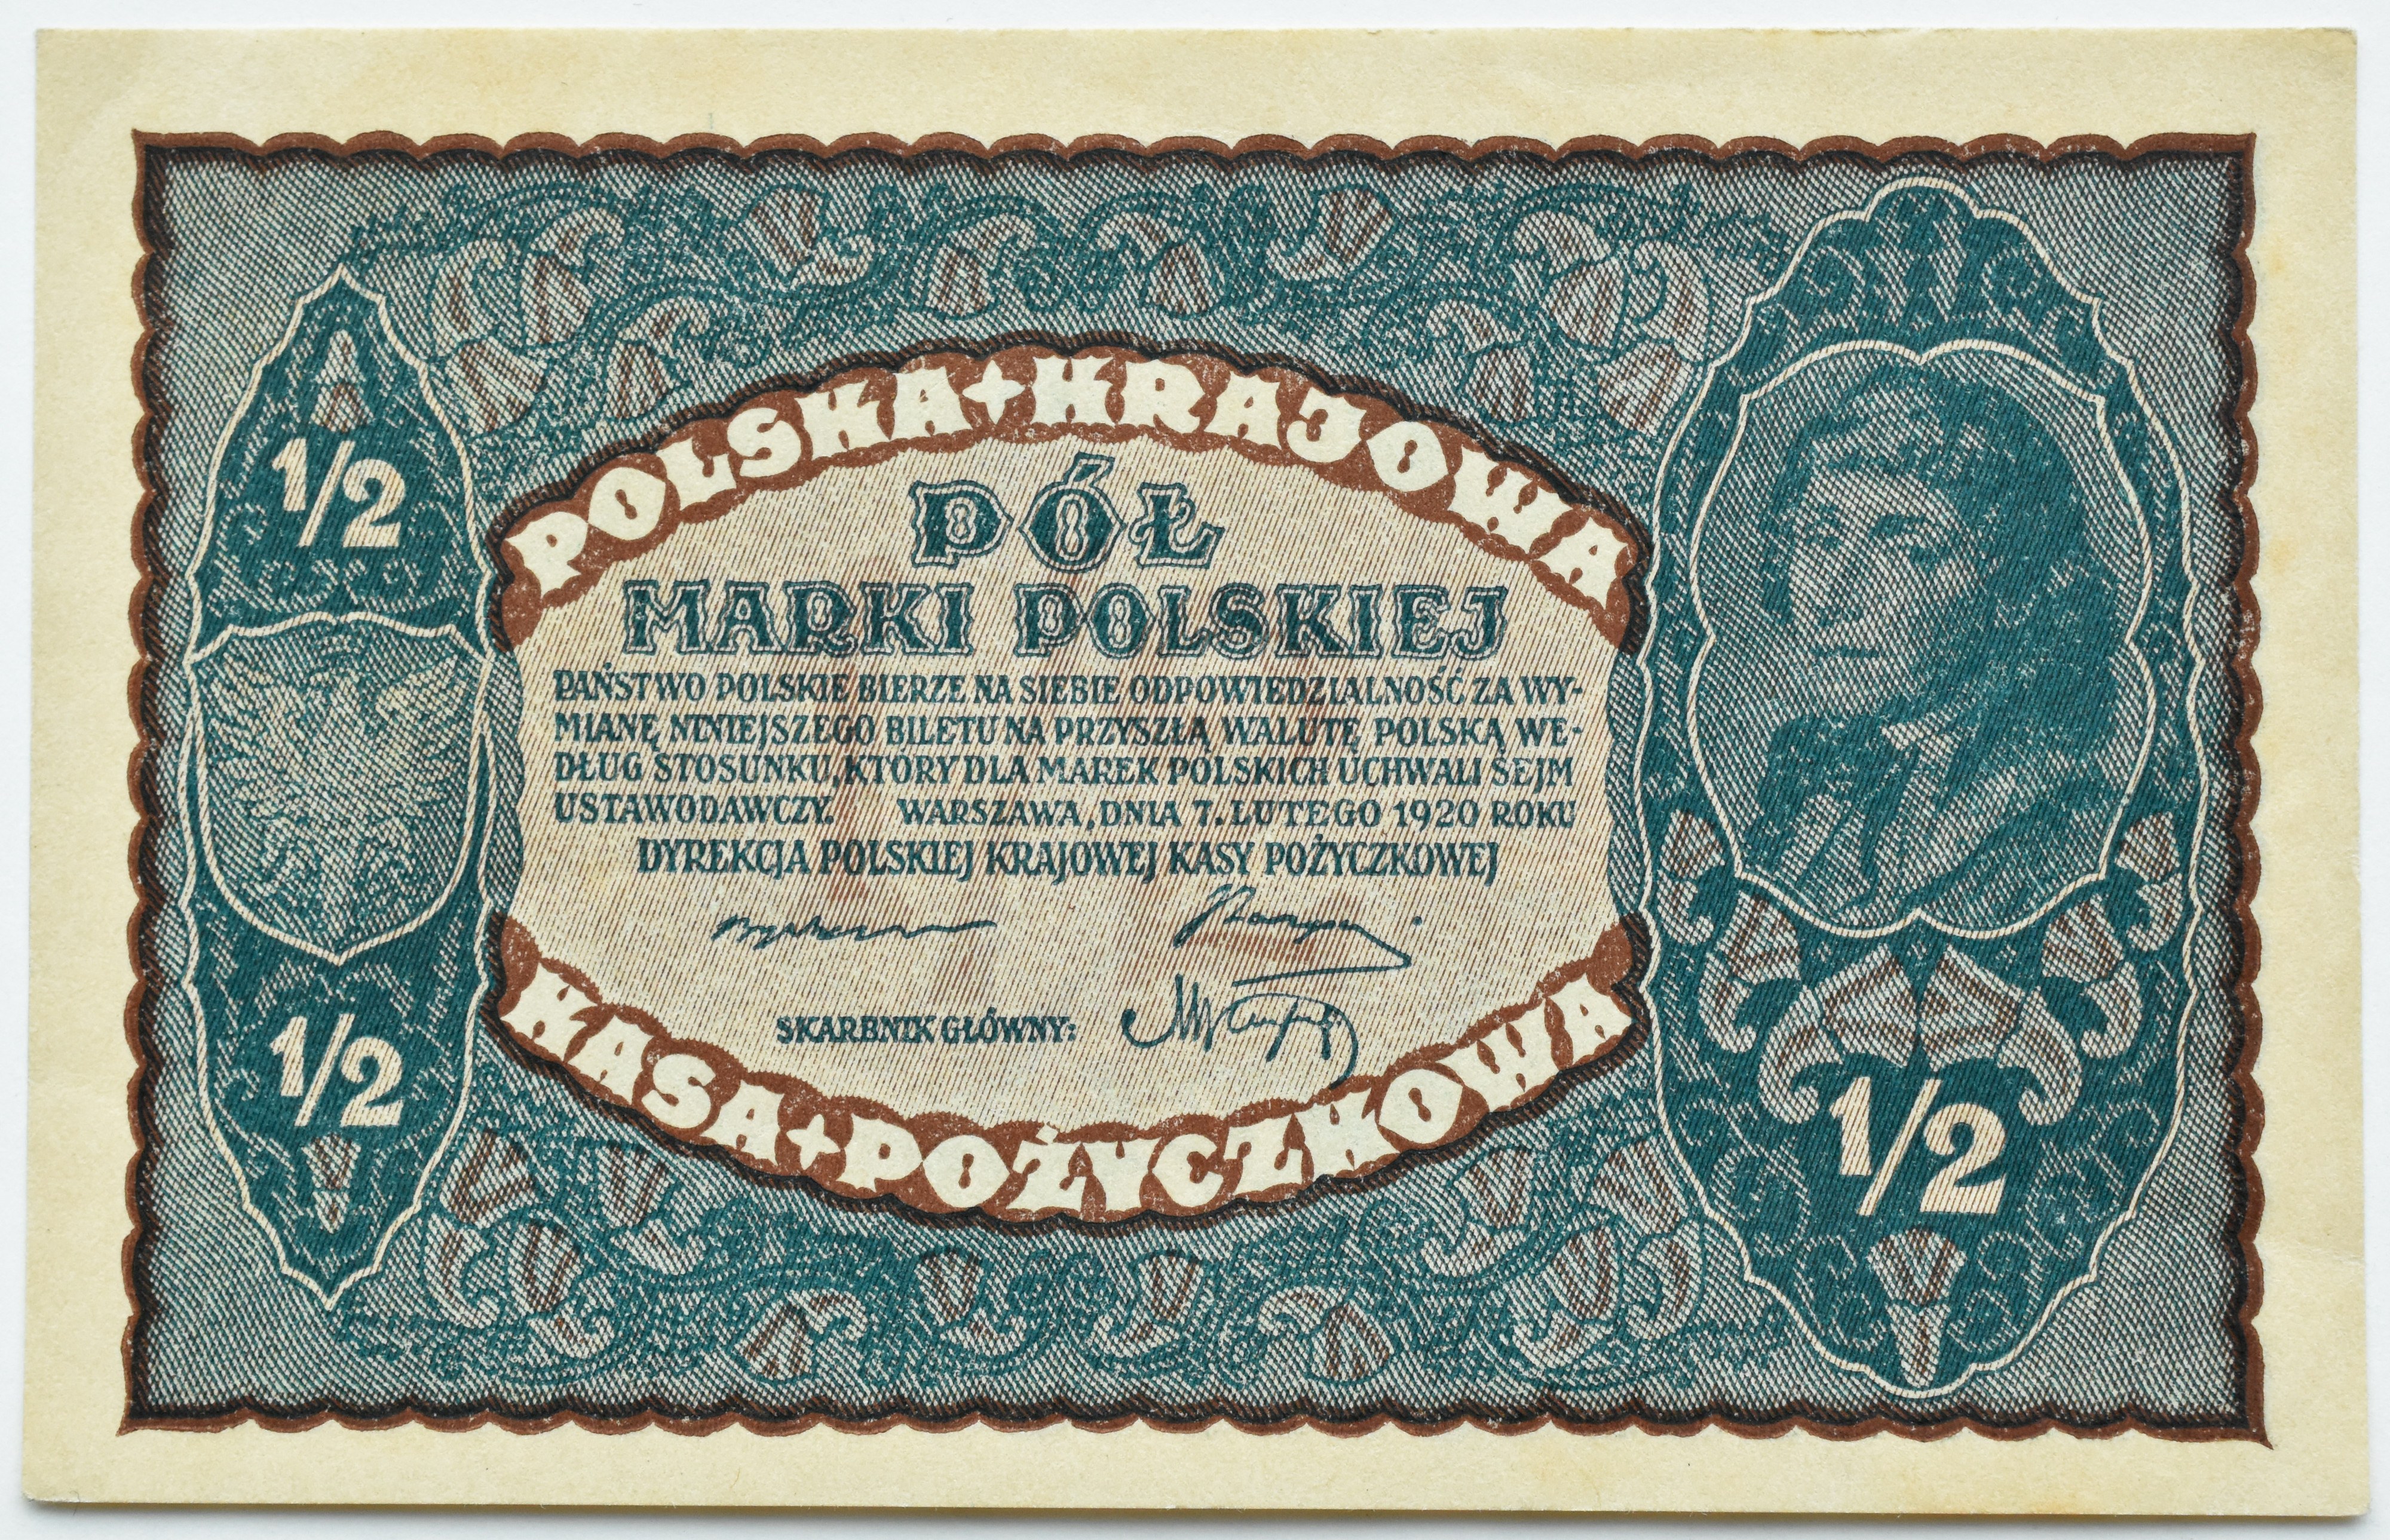 POLSKA + KRAJOWA
PÓŁ
MARKI POLSKIEJ
PAŃSTWO POLSKIE BIERZE NA SIEBIE ODPOWIEDZIALNOŚĆ ZA WY-
MIANĘ NINIEJSZEGO BILETU NA PRZYSZŁĄ WALUTĘ POLSKĄ WE-
DŁUG STOSUNKU, KTÓRY DLA MAREK POLSKICH UCHWALI SEJM
USTAWODAWCZY. WARSZAWA, DNIA 7. LUTEGO 1920 ROKU
DYREKCJA POLSKIEJ KRAJOWEJ KASY POŻYCZKOWEJ
SKARBNIK GŁÓWNY:
KASA + POŻYCZKOWA
1/2
1/2
1/2